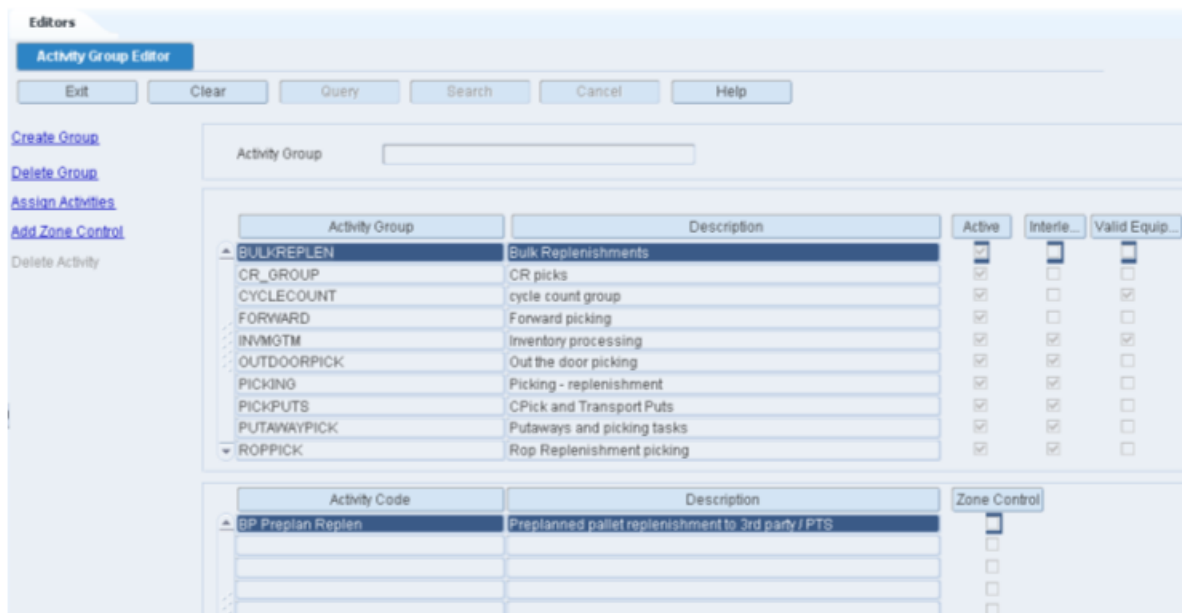 Editors
Activity Group Editor
Exit Clear Query Search Cancel Help
Create Group
Activity Group
Delete Group
Assign Activities
Add Zone Control
Delete Activity
Activity Group Description Active Interle... Valid Equip...
BULKREPLEN Bulk Replenishments
CR_GROUP CR picks
CYCLECOUNT cycle count group
FORWARD Forward picking
INVMGTM Inventory processing
OUTDOORPICK Out the door picking
PICKING Picking - replenishment
PICKPUTS CPick and Transport Puts
PUTAWAYPICK Putaways and picking tasks
ROPPICK Rop Replenishment picking
Activity Code Description Zone Control
BP Preplan Replen Preplanned pallet replenishment to 3rd party / PTS